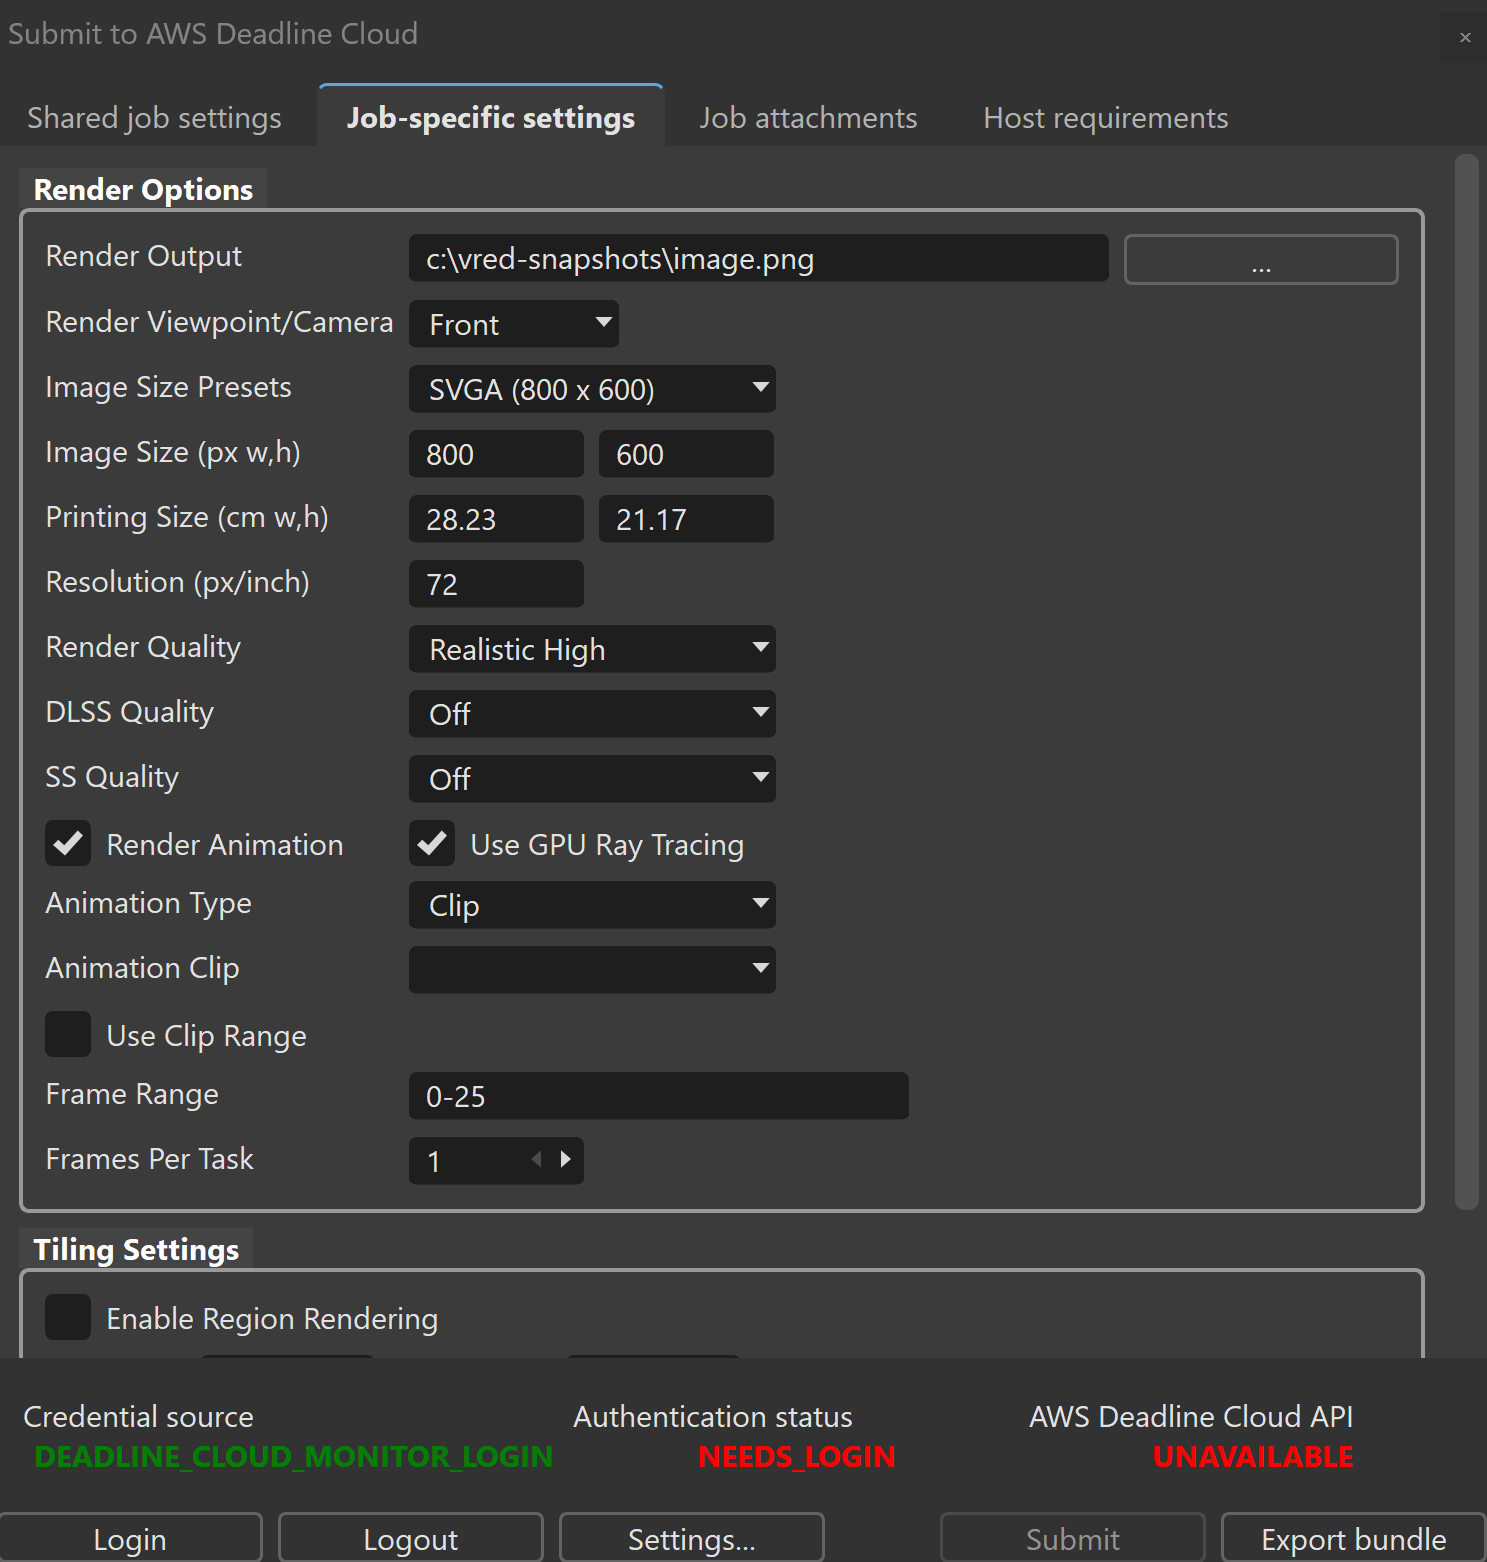 Submit to AWS Deadline Cloud
×
Shared job settings Job-specific settings Job attachments Host requirements
Render Options
Render Output c:\vred-snapshots\image.png ...
Render Viewpoint/Camera Front
Image Size Presets SVGA (800 x 600)
Image Size (px w,h) 800 600
Printing Size (cm w,h) 28.23 21.17
Resolution (px/inch) 72
Render Quality Realistic High
DLSS Quality Off
SS Quality Off
Render Animation Use GPU Ray Tracing
Animation Type Clip
Animation Clip
Use Clip Range
Frame Range 0-25
Frames Per Task 1
Tiling Settings
Enable Region Rendering
Credential source Authentication status AWS Deadline Cloud API
DEADLINE_CLOUD_MONITOR_LOGIN NEEDS_LOGIN UNAVAILABLE
Login Logout Settings... Submit Export bundle